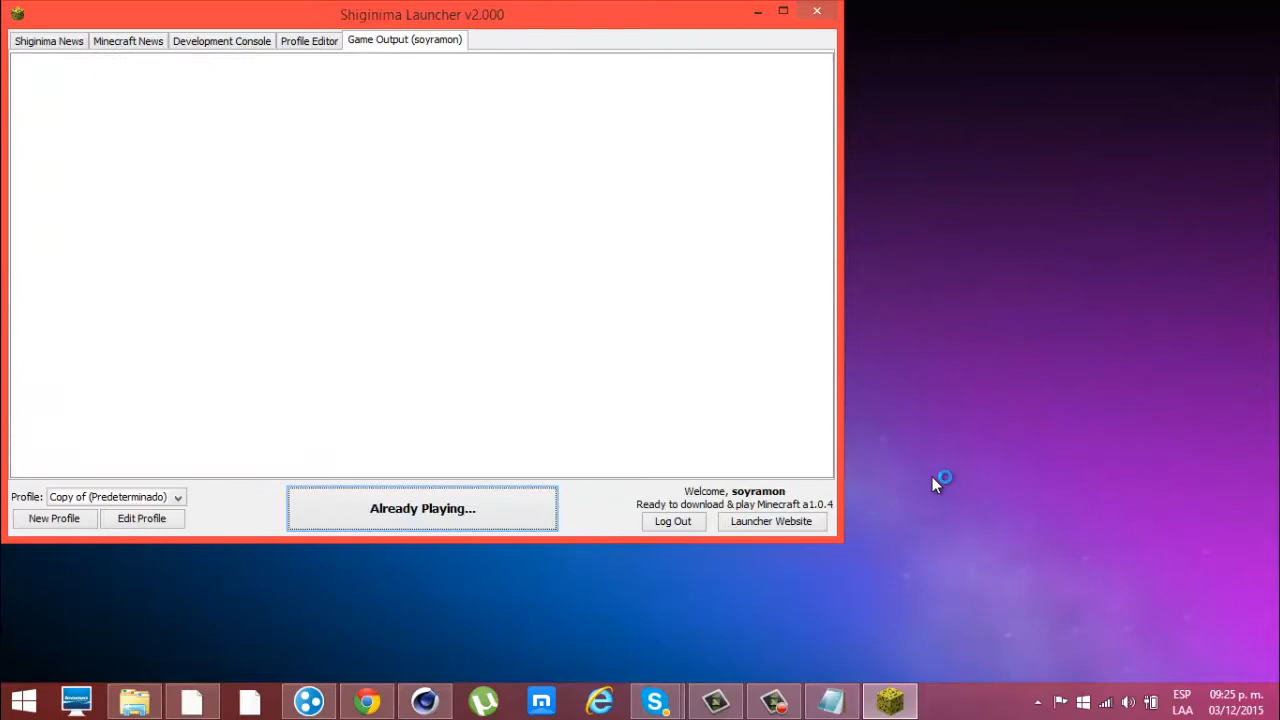 Shiginima Launcher v2.000
Shiginima News Minecraft News Development Console Profile Editor Game Output (soyramon)
Profile: Copy of (Predeterminado)
New Profile Edit Profile
Already Playing...
Welcome, soyramon
Ready to download & play Minecraft a1.0.4
Log Out Launcher Website
ESP 09:25 p. m.
LAA 03/12/2015